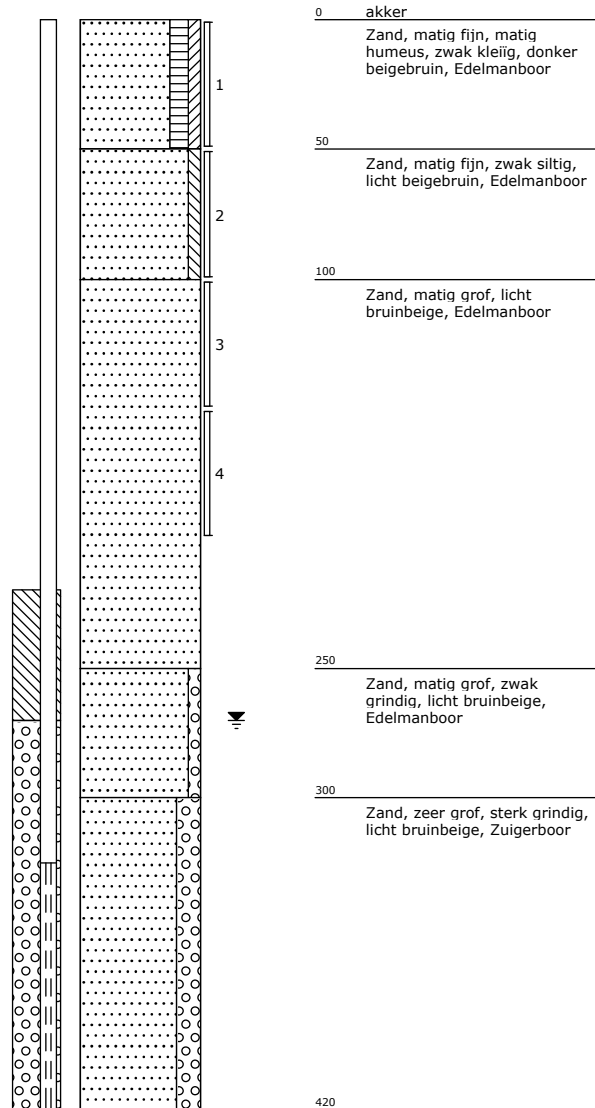 0
akker
Zand, matig fijn, matig
humeus, zwak kleiïg, donker
beigebruin, Edelmanboor
1
50
Zand, matig fijn, zwak siltig,
licht beigebruin, Edelmanboor
2
100
Zand, matig grof, licht
bruinbeige, Edelmanboor
3
4
250
Zand, matig grof, zwak
grindig, licht bruinbeige,
Edelmanboor
300
Zand, zeer grof, sterk grindig,
licht bruinbeige, Zuigerboor
420